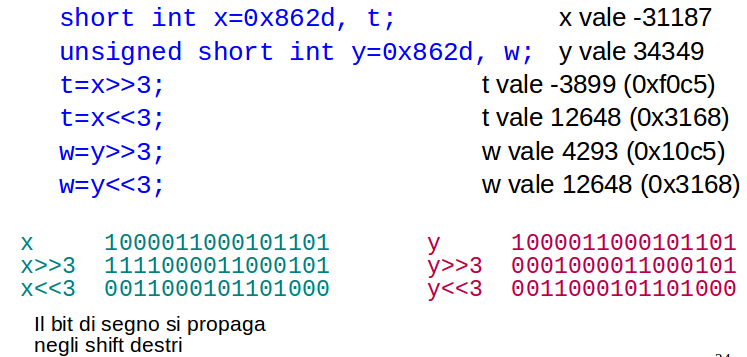 short int x=0x862d, t; x vale -31187
unsigned short int y=0x862d, w; y vale 34349
t=x>>3; t vale -3899 (0xf0c5)
t=x<<3; t vale 12648 (0x3168)
w=y>>3; w vale 4293 (0x10c5)
w=y<<3; w vale 12648 (0x3168)
x 1000011000101101 y 1000011000101101
x>>3 1111000011000101 y>>3 0001000011000101
x<<3 0011000101101000 y<<3 0011000101101000
Il bit di segno si propaga
negli shift destri